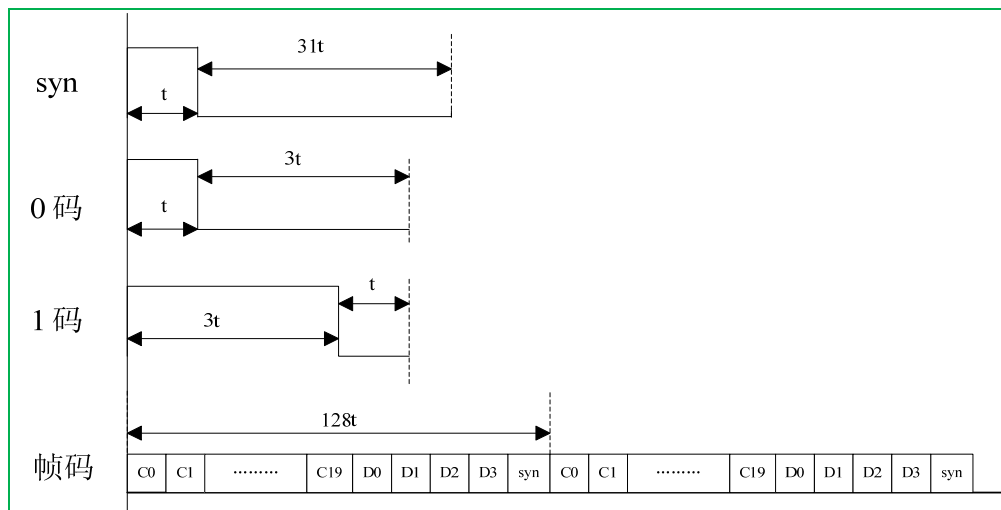 31t
syn
t
3t
0 码
t
t
1 码
3t
128t
帧码 C0 C1 ········· C19 D0 D1 D2 D3 syn C0 C1 ········· C19 D0 D1 D2 D3 syn